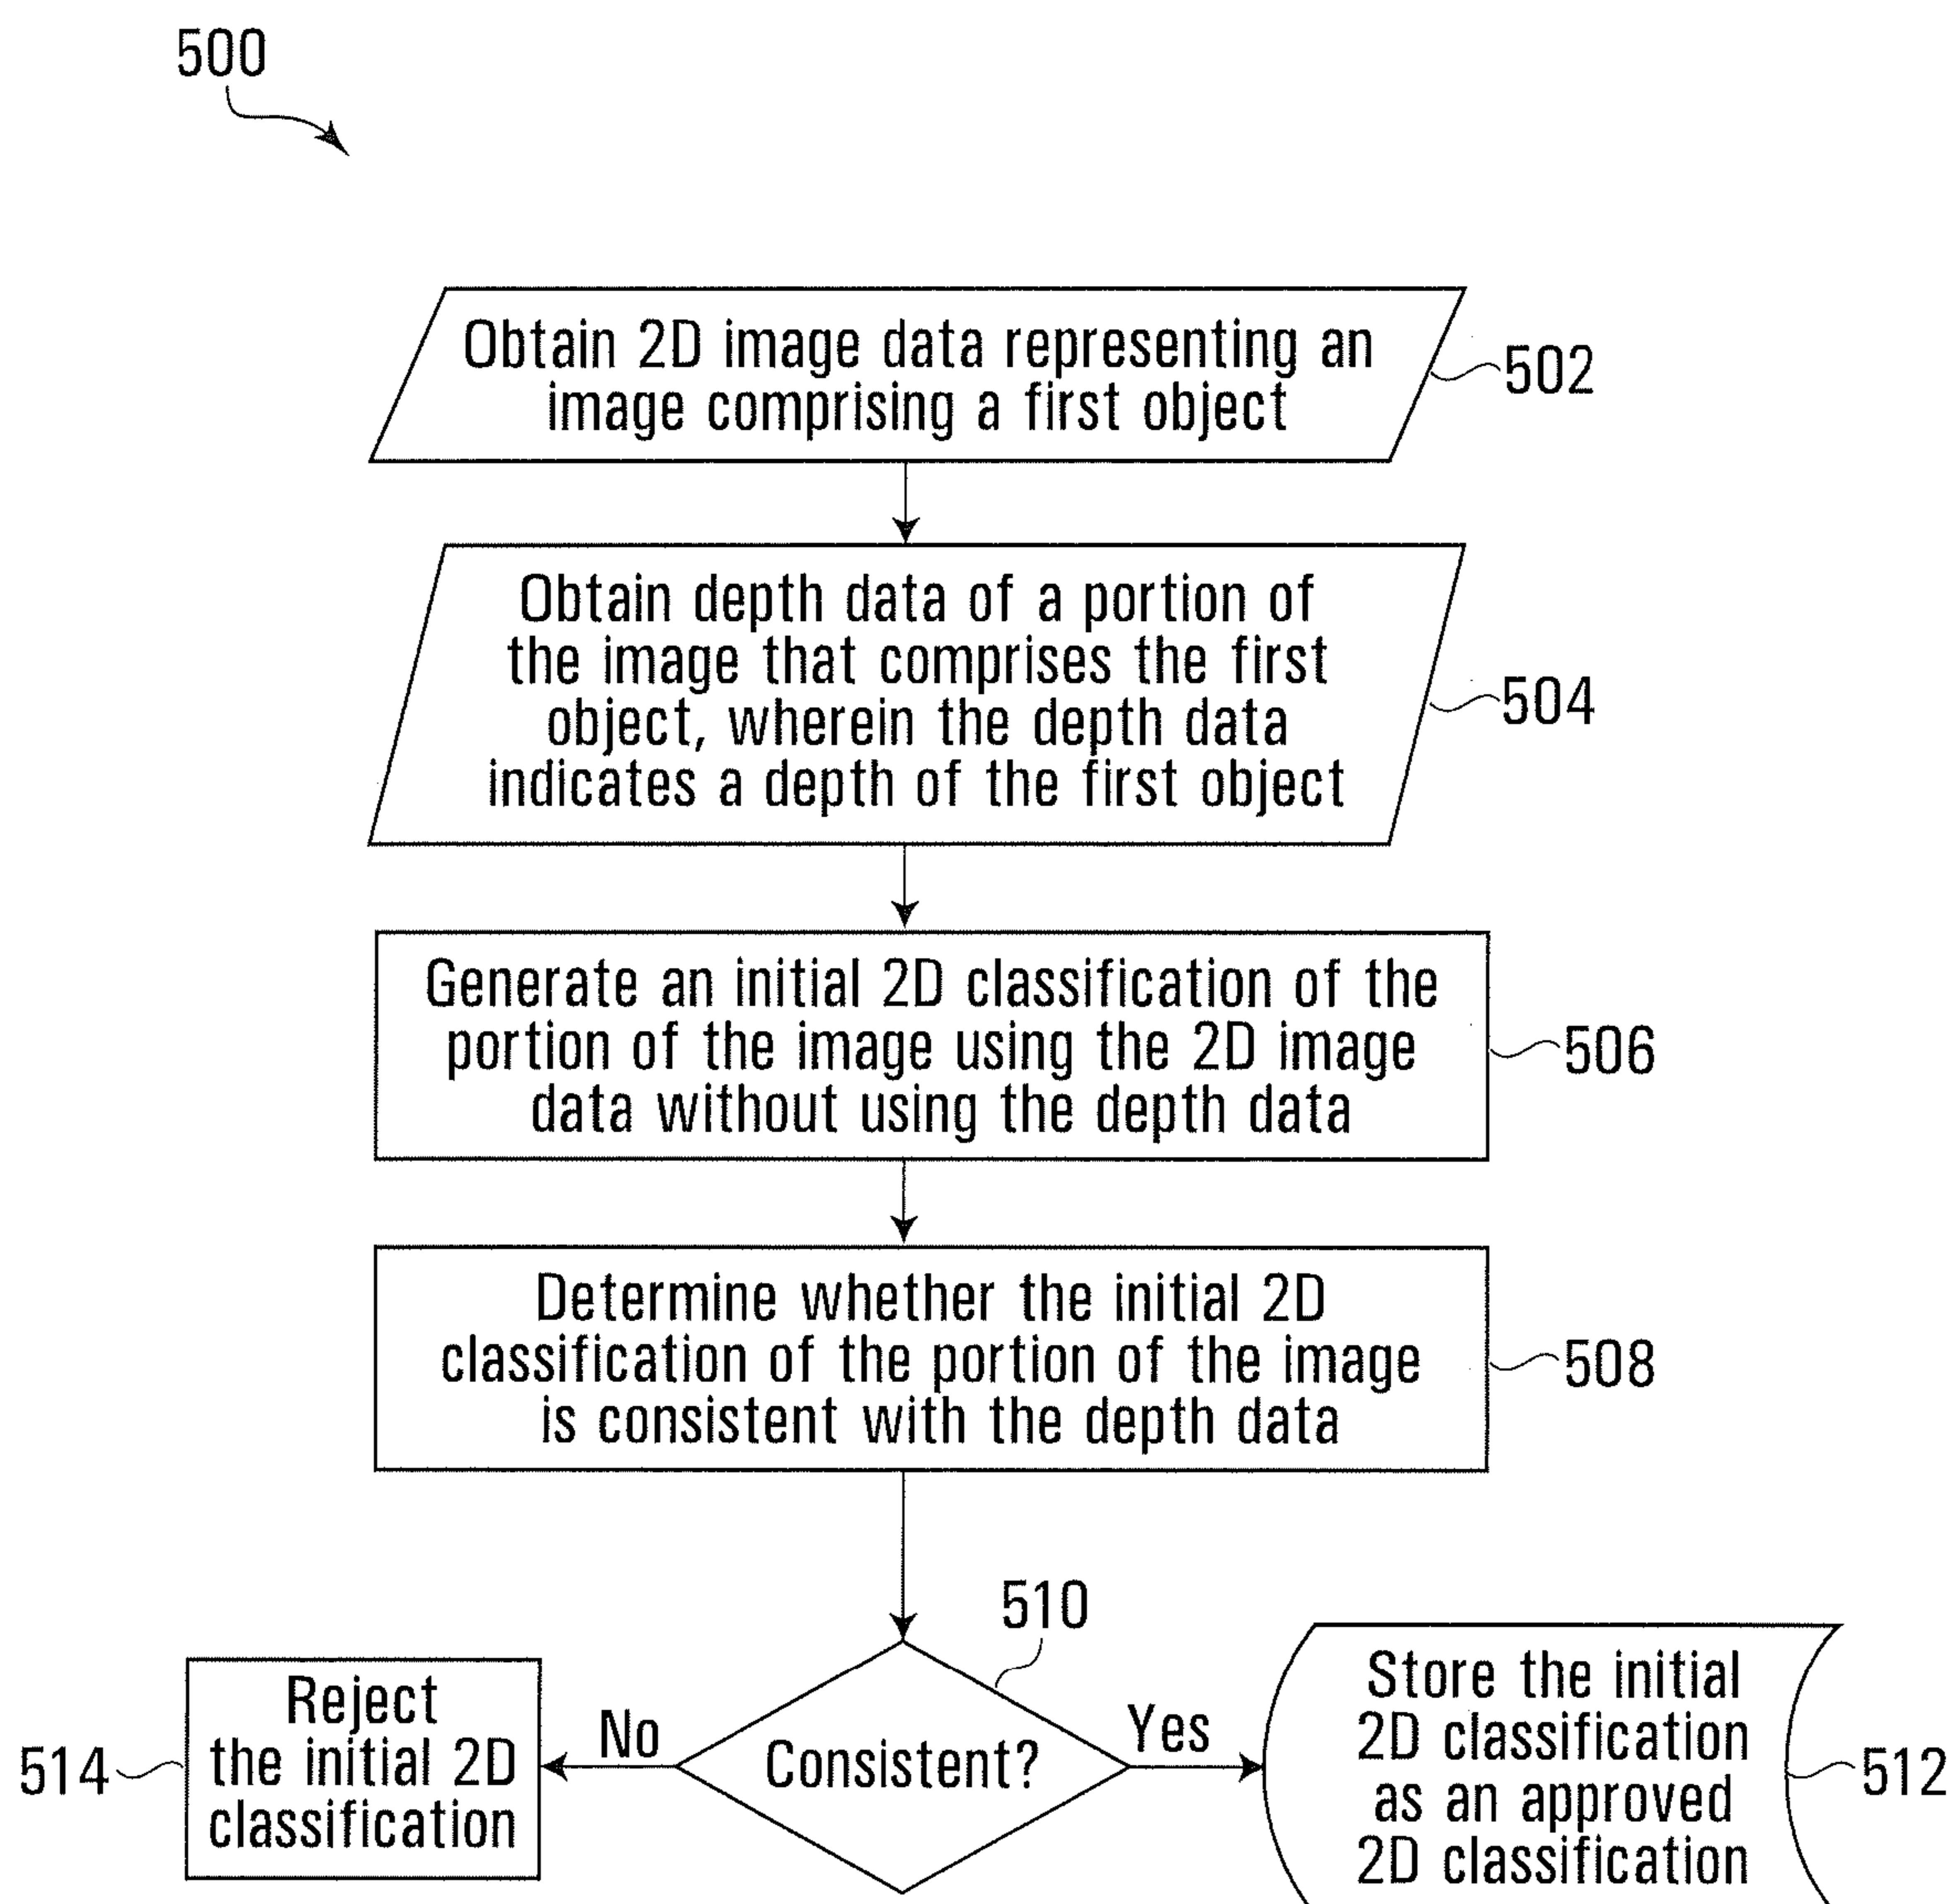 500
Obtain 2D image data representing an
image comprising a first object
502
Obtain depth data of a portion of
the image that comprises the first
object, wherein the depth data
indicates a depth of the first object
504
Generate an initial 2D classification of the
portion of the image using the 2D image
data without using the depth data
506
Determine whether the initial 2D
classification of the portion of the image
is consistent with the depth data
508
510
Reject
the initial 2D
classification
514
No
Consistent?
Yes
Store the initial
2D classification
as an approved
2D classification
512